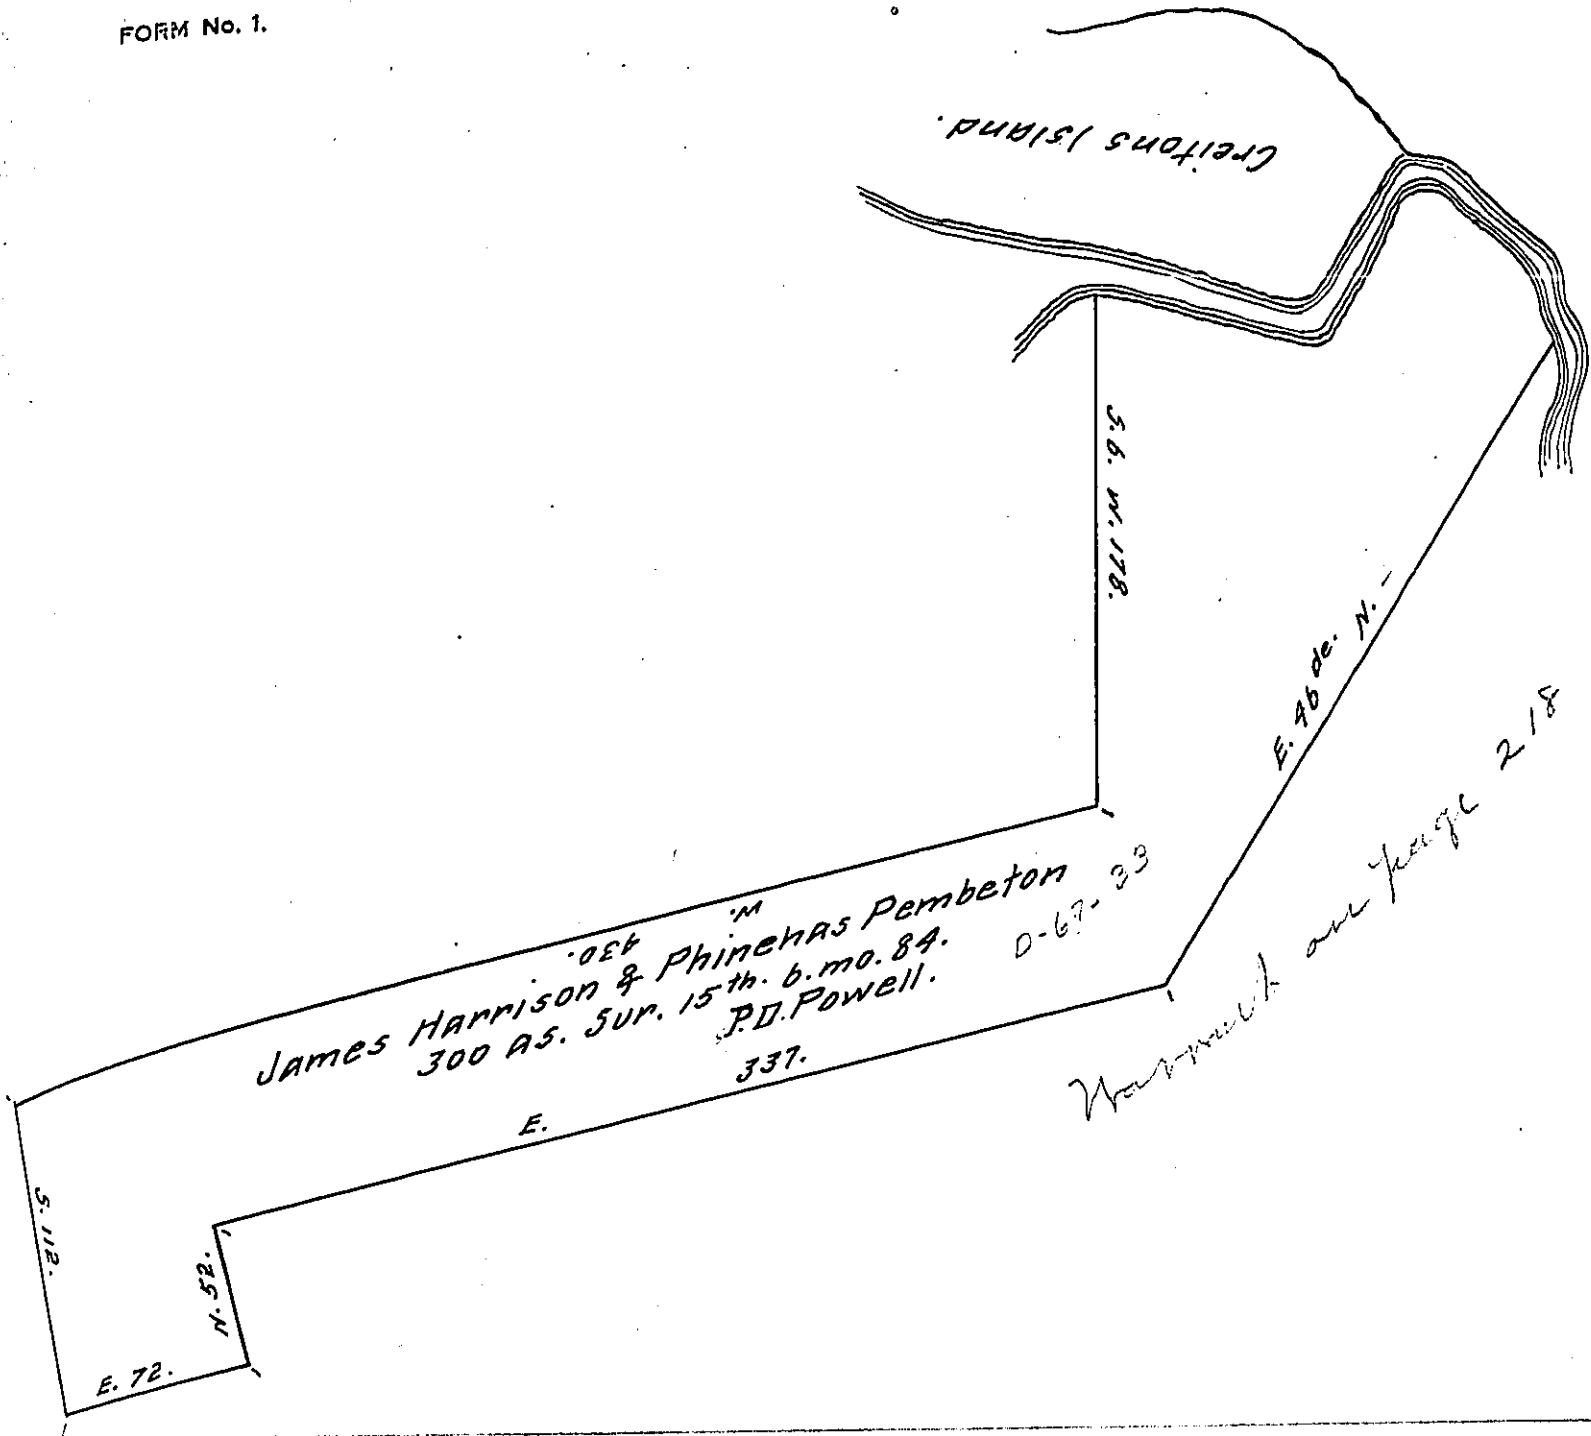 FORM No. 1.
Creitons Island.
S. 6. W. 178.
E. 46 de. N. -
W. 430.
James Harrison & Phinehas Pembeton
300 As. Sur. 15th. 6. mo. 84.
P.D. Powell.
D-67-33
E. 337.
S. 112.
N. 52.
E. 72.
on page 218